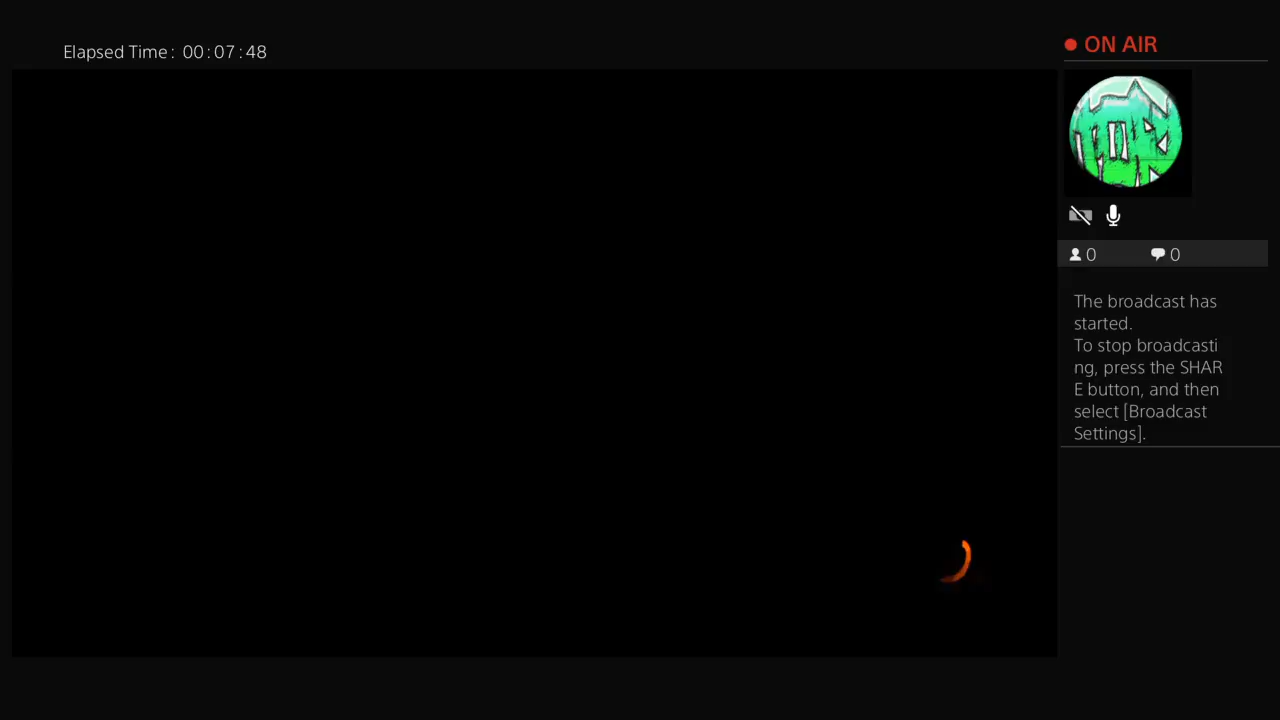 Elapsed Time: 00:07:48
ON AIR
0 0
The broadcast has
started.
To stop broadcasti
ng, press the SHAR
E button, and then
select [Broadcast
Settings].